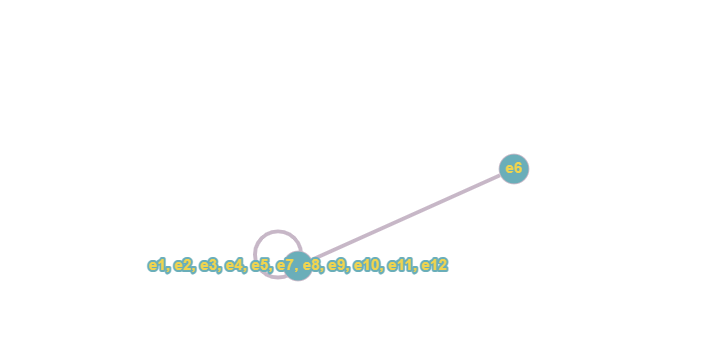 e6
e1, e2, e3, e4, e5, e7, e8, e9, e10, e11, e12